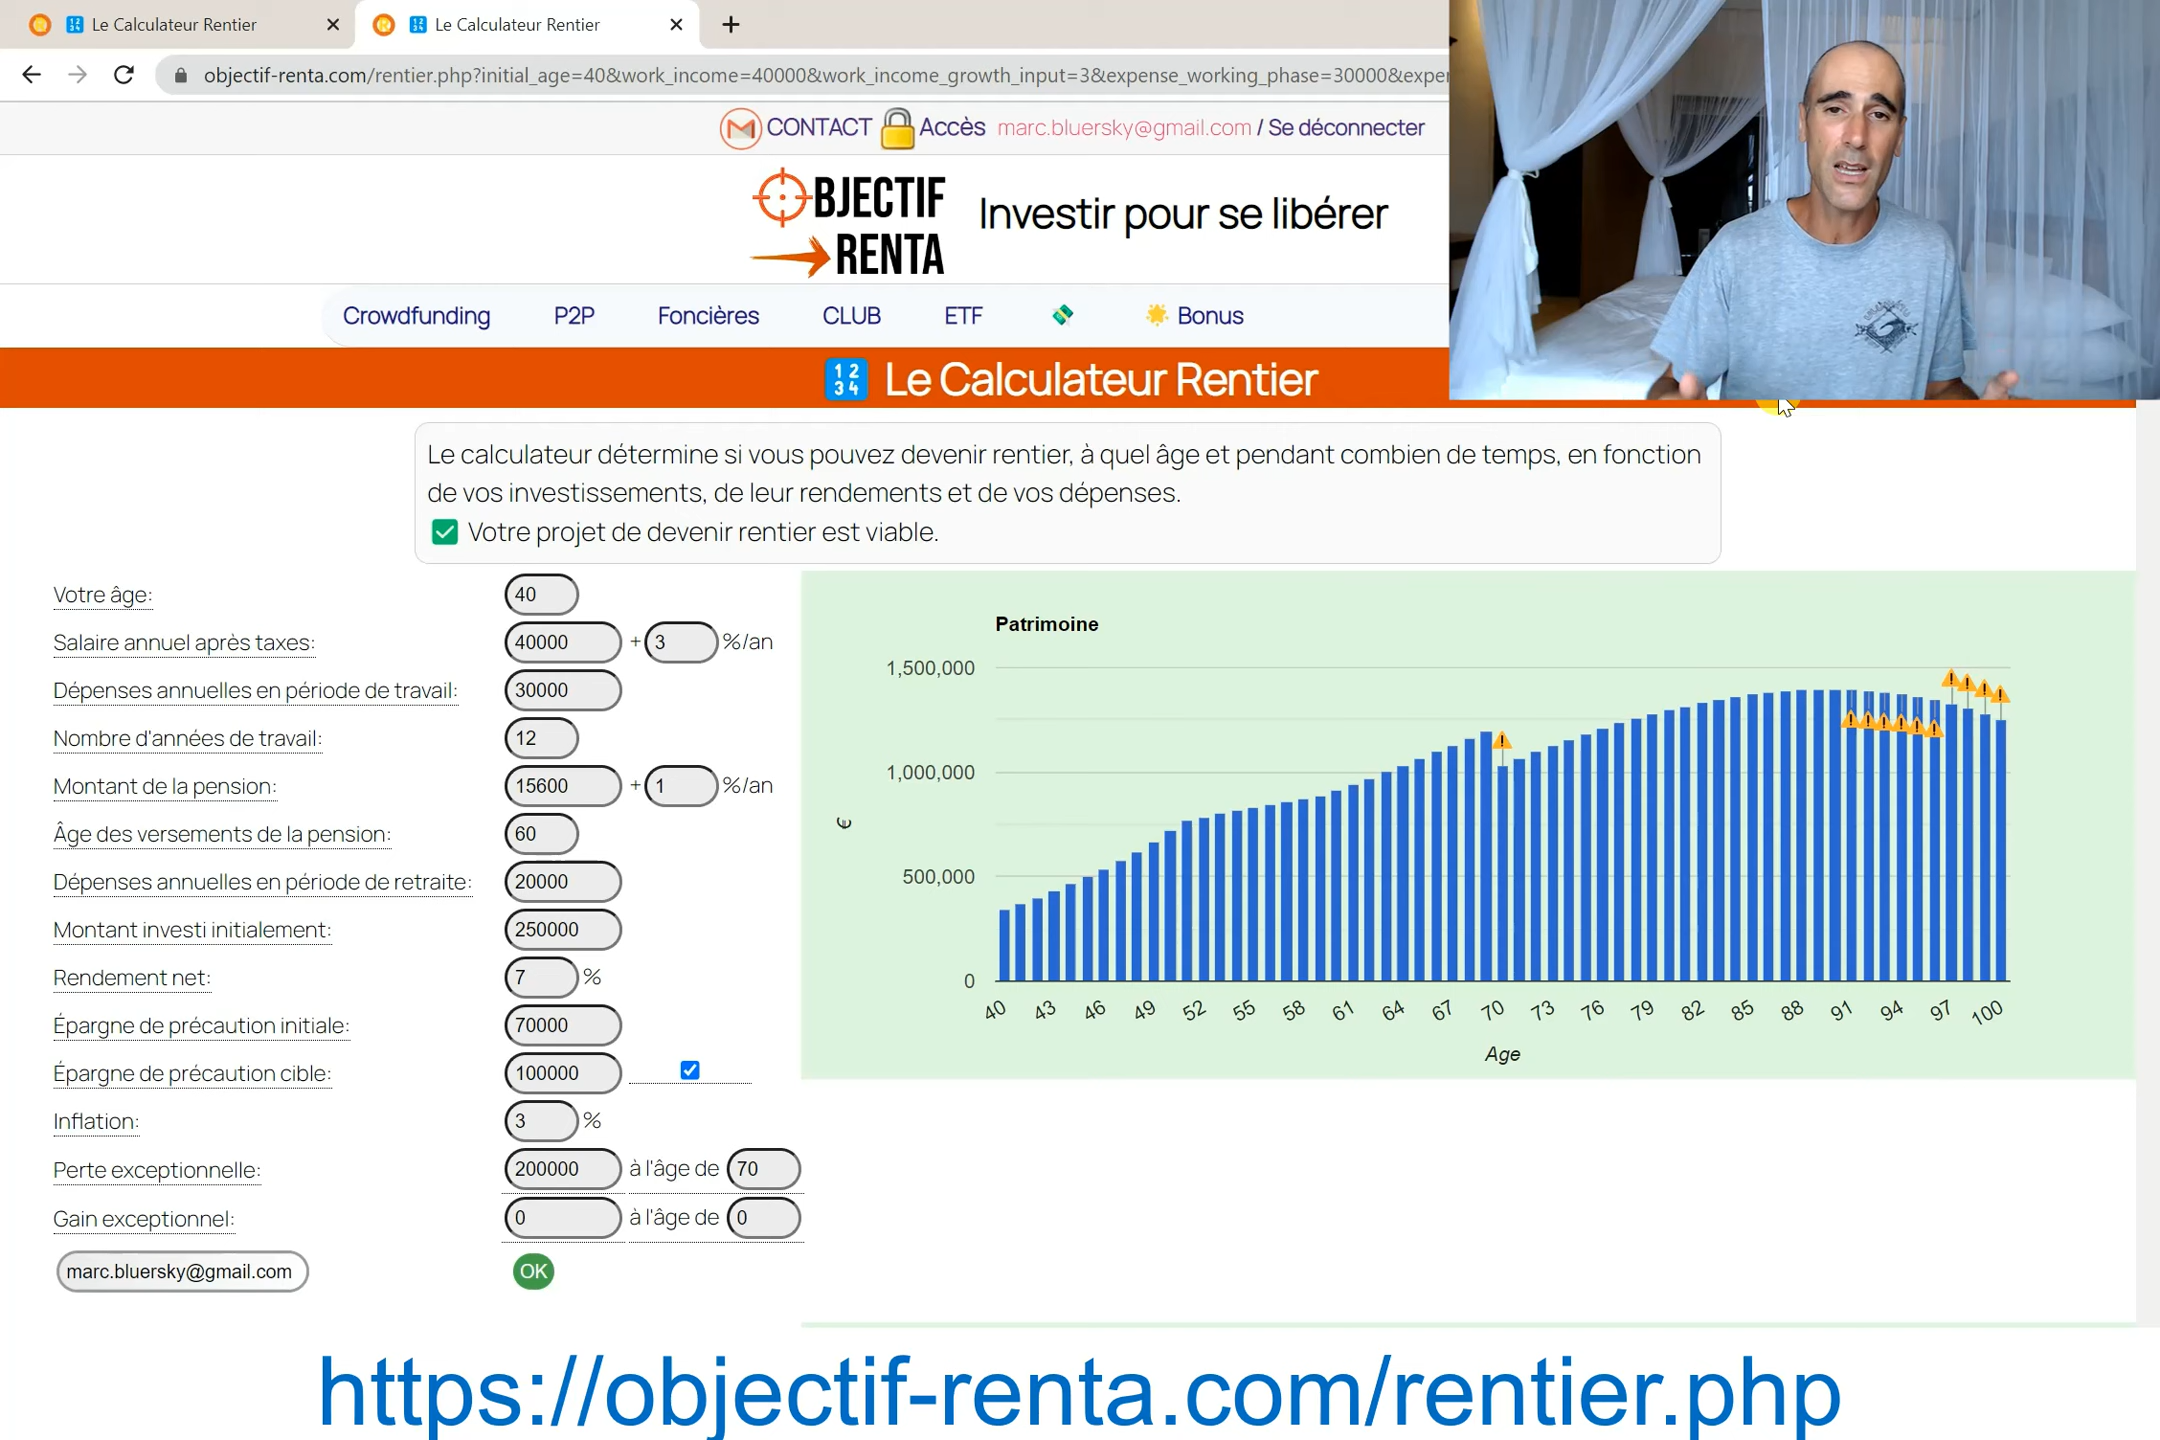 Le Calculateur Rentier
Le Calculateur Rentier
objectif-renta.com/rentier.php?initial_age=40&work_income=40000&work_income_growth_input=3&expense_working_phase=30000&expe
CONTACT Accès marc.bluersky@gmail.com / Se déconnecter
OBJECTIF
RENTA
Investir pour se libérer
Crowdfunding P2P Foncières CLUB ETF Bonus
Le Calculateur Rentier
Le calculateur détermine si vous pouvez devenir rentier, à quel âge et pendant combien de temps, en fonction
de vos investissements, de leur rendements et de vos dépenses.
Votre projet de devenir rentier est viable.
Votre âge: 40
Salaire annuel après taxes: 40000 + 3 %/an
Dépenses annuelles en période de travail: 30000
Nombre d'années de travail: 12
Montant de la pension: 15600 + 1 %/an
Âge des versements de la pension: 60
Dépenses annuelles en période de retraite: 20000
Montant investi initialement: 250000
Rendement net: 7 %
Épargne de précaution initiale: 70000
Épargne de précaution cible: 100000
Inflation: 3 %
Perte exceptionnelle: 200000 à l'âge de 70
Gain exceptionnel: 0 à l'âge de 0
marc.bluersky@gmail.com OK
Patrimoine
1,500,000
1,000,000
500,000
0
€
40 43 46 49 52 55 58 61 64 67 70 73 76 79 82 85 88 91 94 97 100
Age
https://objectif-renta.com/rentier.php